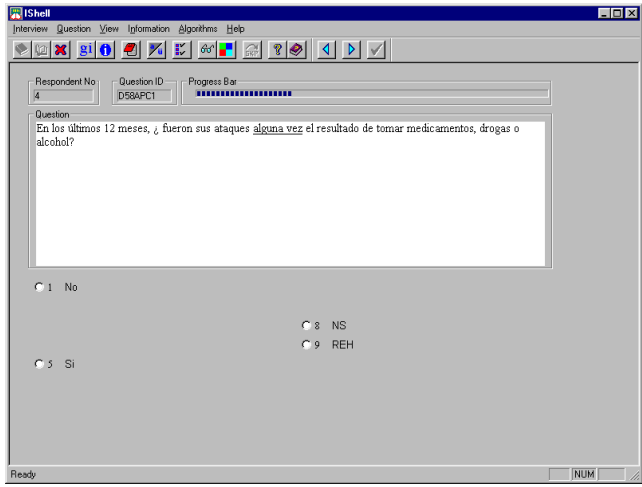 IShell
Interview Question View Information Algorithms Help
gi
SKIP
Respondent No
Question ID
Progress Bar
4
D58APC1
Question
En los últimos 12 meses, ¿ fueron sus ataques alguna vez el resultado de tomar medicamentos, drogas o
alcohol?
1 No
8 NS
9 REH
5 Si
Ready
NUM